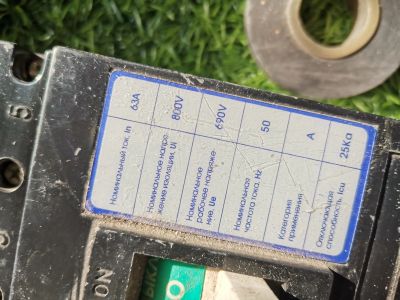 Номинальный ток, In 63A
Номинальное напря-
жение изоляции, Ui 800V
Номинальное
рабочее напряже-
ние, Ue 690V
Номинальная
частота тока, Hz 50
Категория
применения A
Отключающая
способность, Icu 25Ka
ON